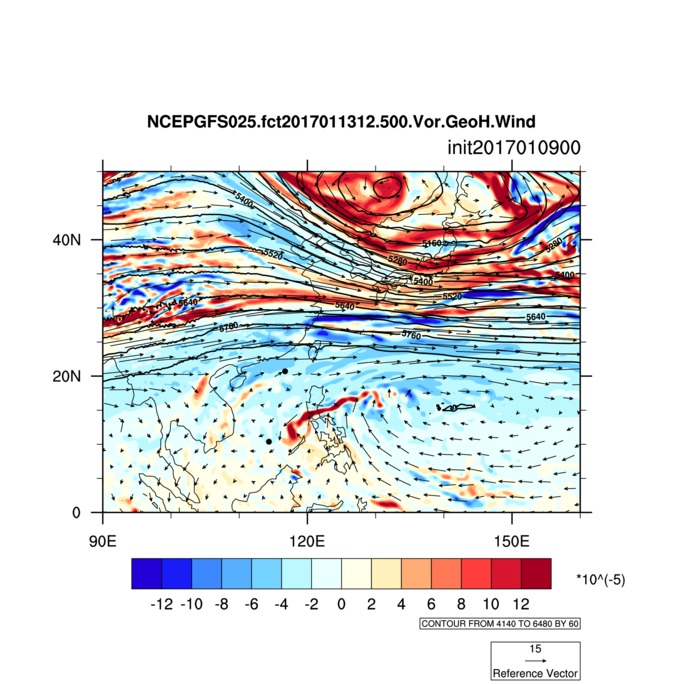 NCEPGFS025.fct2017011312.500.Vor.GeoH.Wind
init2017010900
5400
5520
5160
5280
5280
5400
5400
5520
5640
5640
5640
5760
5760
40N
20N
0
90E 120E 150E
-12 -10 -8 -6 -4 -2 0 2 4 6 8 10 12
*10^(-5)
CONTOUR FROM 4140 TO 6480 BY 60
15
Reference Vector